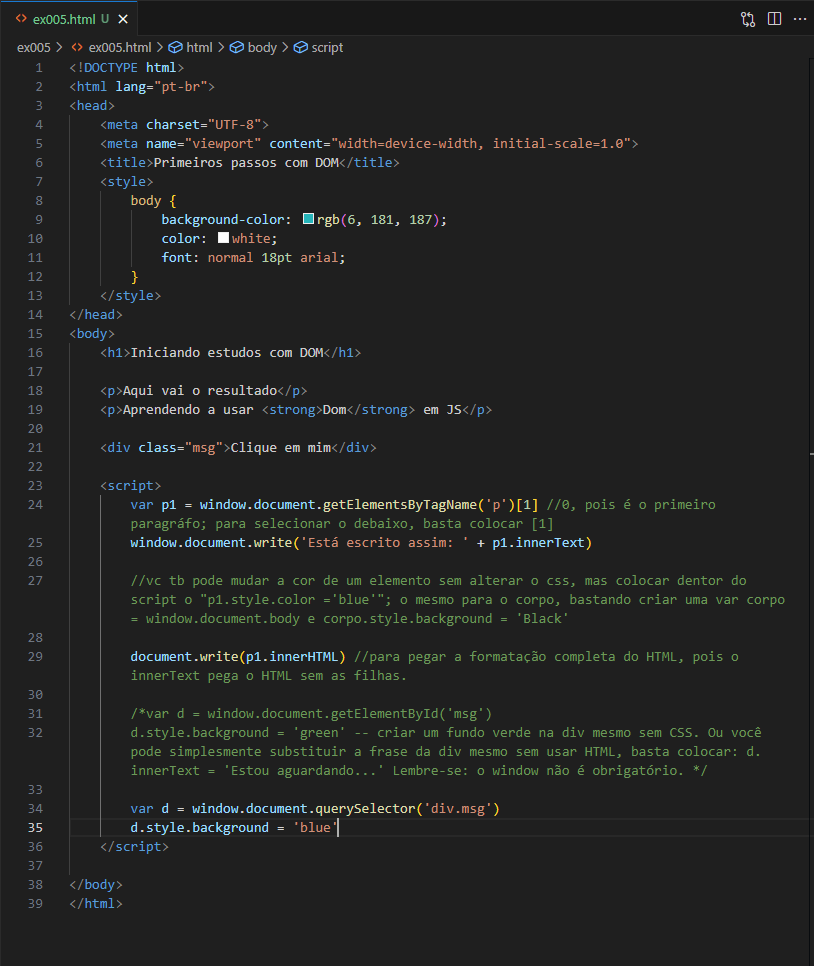 ex005.html U
ex005 > ex005.html > html > body > script
1 <!DOCTYPE html>
2 <html lang="pt-br">
3 <head>
4 <meta charset="UTF-8">
5 <meta name="viewport" content="width=device-width, initial-scale=1.0">
6 <title>Primeiros passos com DOM</title>
7 <style>
8 body {
9 background-color: rgb(6, 181, 187);
10 color: white;
11 font: normal 18pt arial;
12 }
13 </style>
14 </head>
15 <body>
16 <h1>Iniciando estudos com DOM</h1>
17
18 <p>Aqui vai o resultado</p>
19 <p>Aprendendo a usar <strong>Dom</strong> em JS</p>
20
21 <div class="msg">Clique em mim</div>
22
23 <script>
24 var p1 = window.document.getElementsByTagName('p')[1] //0, pois é o primeiro
paragráfo; para selecionar o debaixo, basta colocar [1]
25 window.document.write('Está escrito assim: ' + p1.innerText)
26
27 //vc tb pode mudar a cor de um elemento sem alterar o css, mas colocar dentor do
script o "p1.style.color ='blue'"; o mesmo para o corpo, bastando criar uma var corpo
= window.document.body e corpo.style.background = 'Black'
28
29 document.write(p1.innerHTML) //para pegar a formatação completa do HTML, pois o
innerText pega o HTML sem as filhas.
30
31 /*var d = window.document.getElementById('msg')
32 d.style.background = 'green' -- criar um fundo verde na div mesmo sem CSS. Ou você
pode simplesmente substituir a frase da div mesmo sem usar HTML, basta colocar: d.
innerText = 'Estou aguardando...' Lembre-se: o window não é obrigatório. */
33
34 var d = window.document.querySelector('div.msg')
35 d.style.background = 'blue'
36 </script>
37
38 </body>
39 </html>